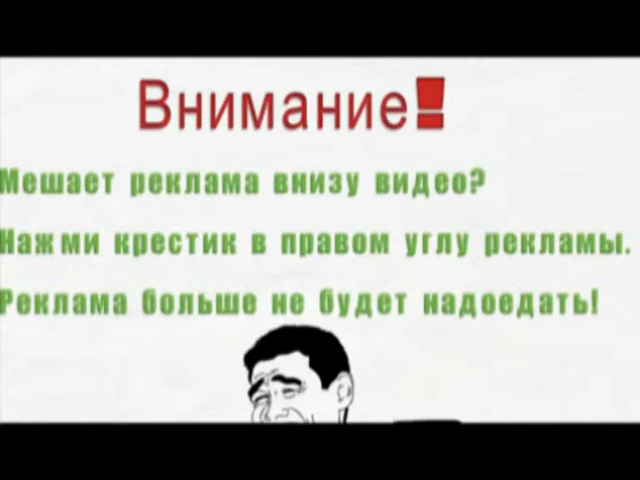 Внимание!
Мешает реклама внизу видео?
Нажми крестик в правом углу рекламы.
Реклама больше не будет надоедать!